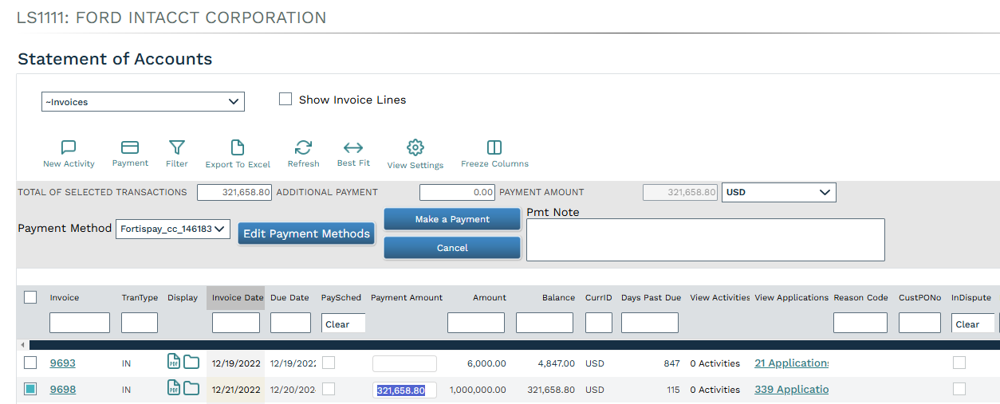 LS1111: FORD INTACCT CORPORATION
Statement of Accounts
~Invoices Show Invoice Lines
New Activity Payment Filter Export To Excel Refresh Best Fit View Settings Freeze Columns
TOTAL OF SELECTED TRANSACTIONS 321,658.80 ADDITIONAL PAYMENT 0.00 PAYMENT AMOUNT 321,658.80 USD
Payment Method Fortispay_cc_146183 Edit Payment Methods Make a Payment Pmt Note
Cancel
Invoice TranType Display Invoice Date Due Date PaySched Payment Amount Amount Balance CurrID Days Past Due View Activities View Applications Reason Code CustPONo InDispute
Clear Clear
9693 IN PDF 12/19/2022 12/19/202 6,000.00 4,847.00 USD 847 0 Activities 21 Applications
9698 IN PDF 12/21/2022 12/20/202 321,658.80 1,000,000.00 321,658.80 USD 115 0 Activities 339 Applicatio